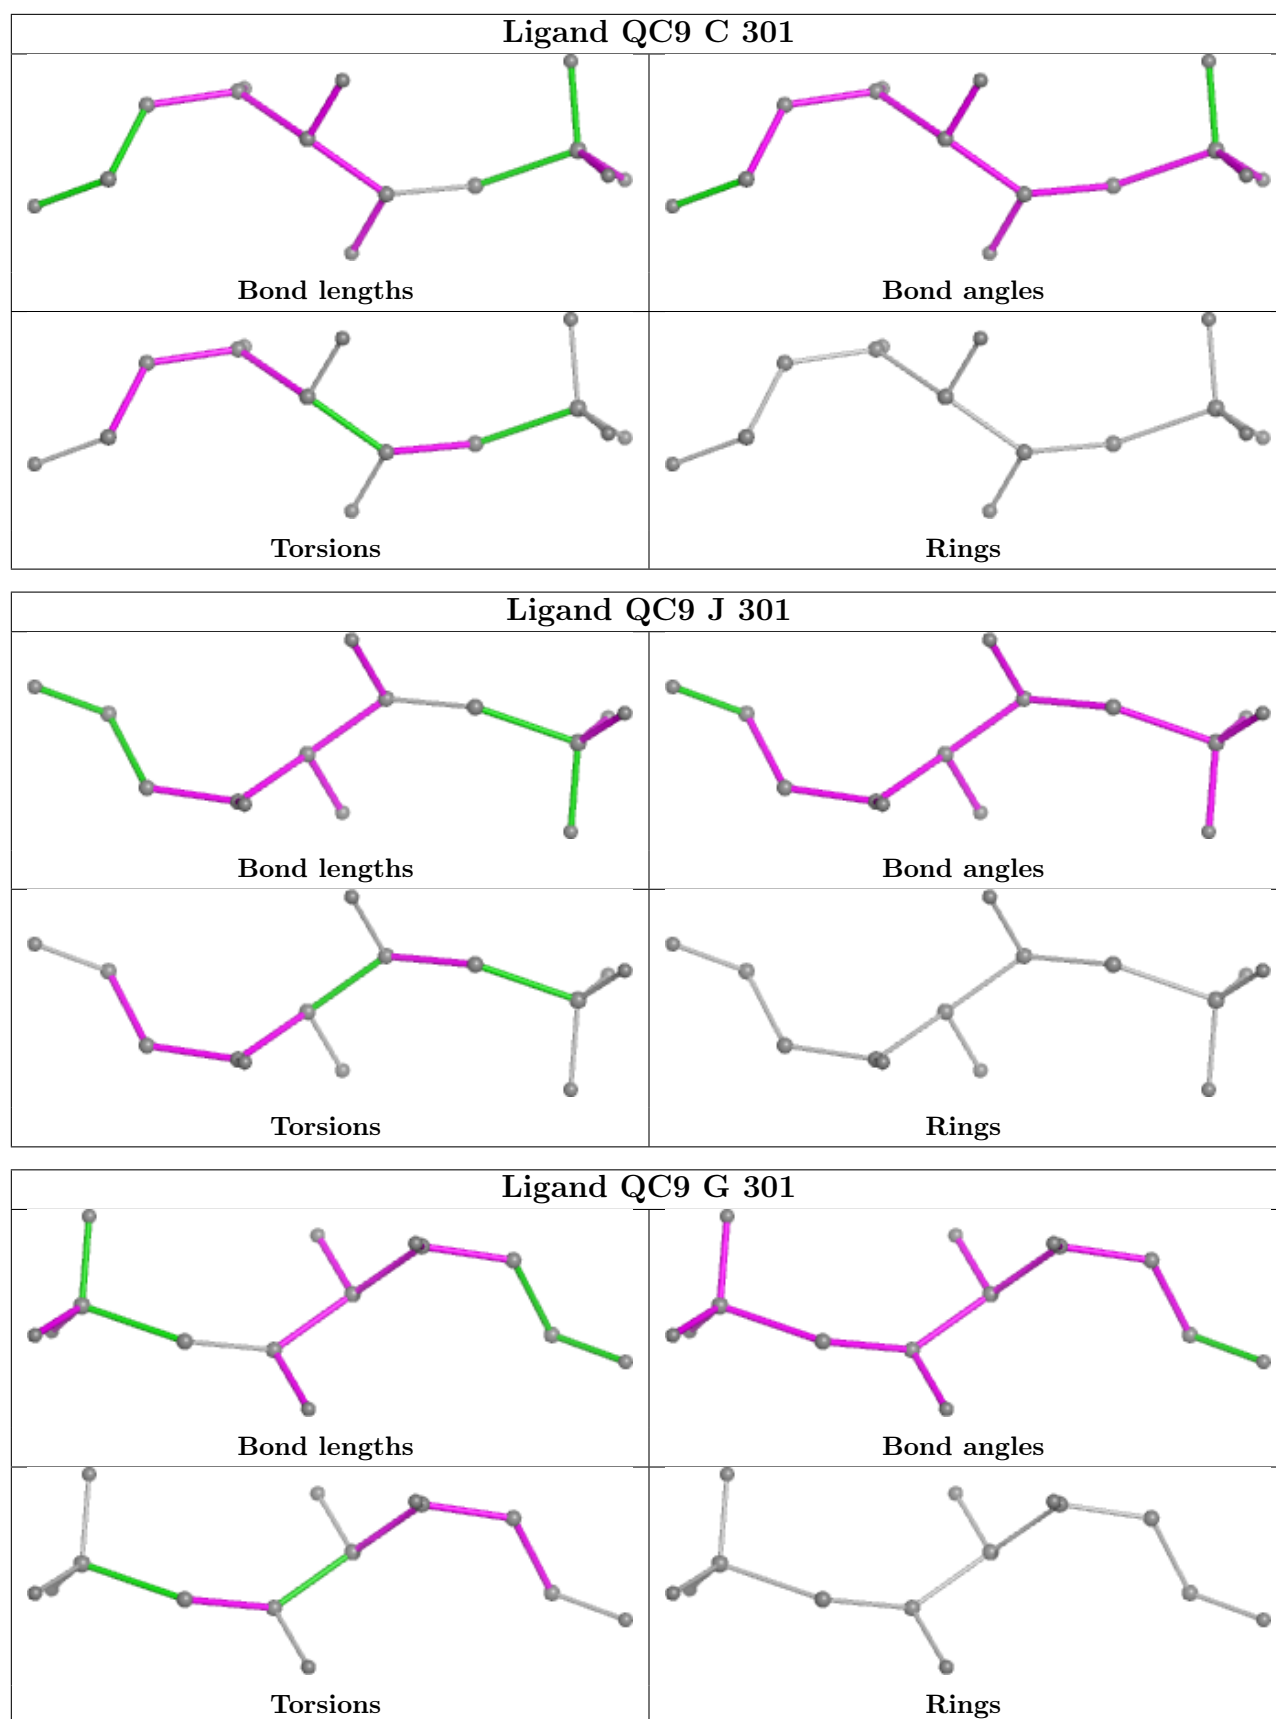 Ligand QC9 C 301
Bond lengths
Bond angles
Torsions
Rings
Ligand QC9 J 301
Bond lengths
Bond angles
Torsions
Rings
Ligand QC9 G 301
Bond lengths
Bond angles
Torsions
Rings